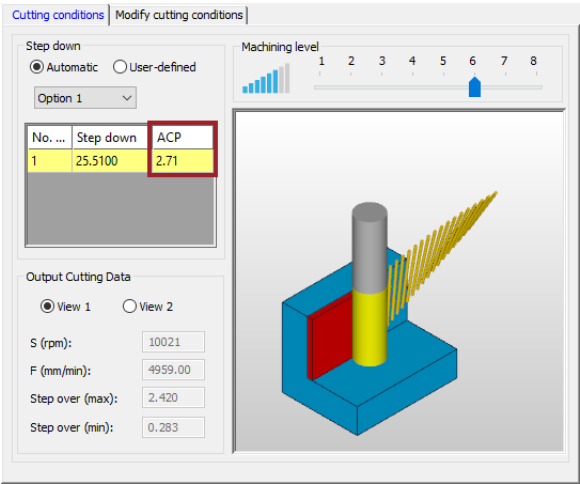 Cutting conditions Modify cutting conditions
Step down
Automatic User-defined
Option 1
No. ... Step down ACP
1 25.5100 2.71
Machining level
1 2 3 4 5 6 7 8
Output Cutting Data
View 1 View 2
S (rpm): 10021
F (mm/min): 4959.00
Step over (max): 2.420
Step over (min): 0.283